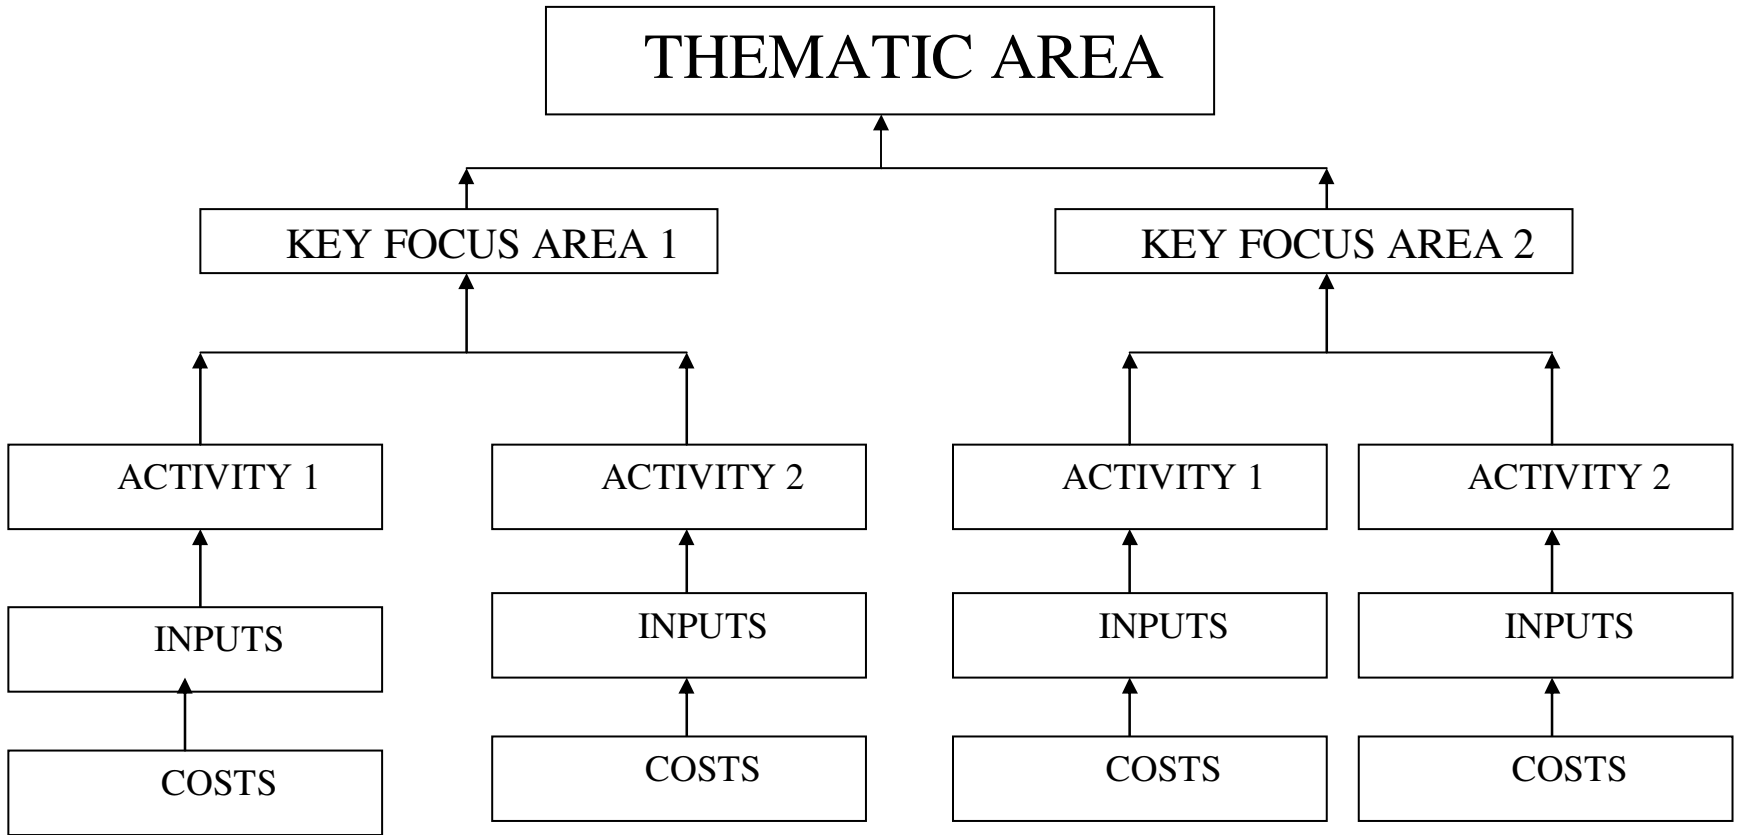 THEMATIC AREA
KEY FOCUS AREA 1
KEY FOCUS AREA 2
ACTIVITY 1
ACTIVITY 2
ACTIVITY 1
ACTIVITY 2
INPUTS
INPUTS
INPUTS
INPUTS
COSTS
COSTS
COSTS
COSTS